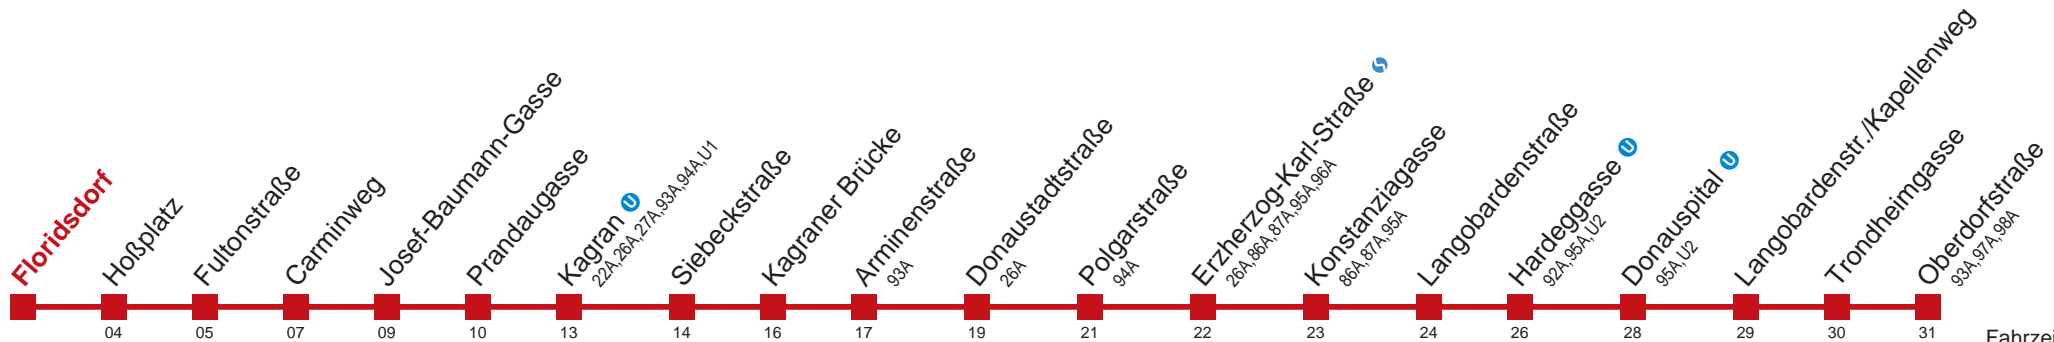 Floridsdorf
Hoßplatz
Fultonstraße
Carminweg
Josef-Baumann-Gasse
Prandaugasse
Kagran U
22A,26A,27A,93A,94A,U1
Siebeckstraße
Kagraner Brücke
Arminenstraße
93A
Donaustadtstraße
26A
Polgarstraße
94A
Erzherzog-Karl-Straße S
26A,86A,87A,95A,96A
Konstanziagasse
86A,87A,95A
Langobardenstraße
Hardeggasse U
92A,95A,U2
Donauspital U
95A,U2
Langobardenstr./Kapellenweg
Trondheimgasse
Oberdorfstraße
93A,97A,98A
04 05 07 09 10 13 14 16 17 19 21 22 23 24 26 28 29 30 31
Fahrzei